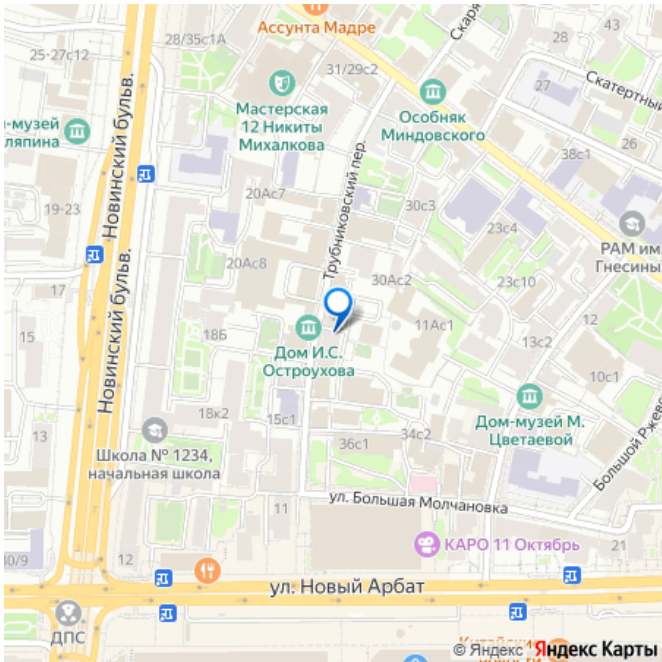 28/35с1А
Ассунта Мадре
25-27с12
31/29с2
Мастерская
12 Никиты
Михалкова
Особняк
Миндовского
28
43
Скатертны
27
26
38с1
м-музей
ляпина
Новинский бульв.
19-23
20Ас7
Трубниковский пер.
30с3
23с4
РАМ им.
Гнесиных
20Ас8
30Ас2
23с10
17
15
18Б
11Ас1
13с2
Новинский бульв.
Дом И.С.
Остроухова
10с1
Дом-музей М.
Цветаевой
18к2
15с1
34с2
36с1
13
Школа № 1234,
начальная школа
Большой Ржевс
ул. Большая Молчановка
11
КАРО 11 Октябрь
21
30/9
12
ул. Новый Арбат
ДПС
© Яндекс Яндекс Карты